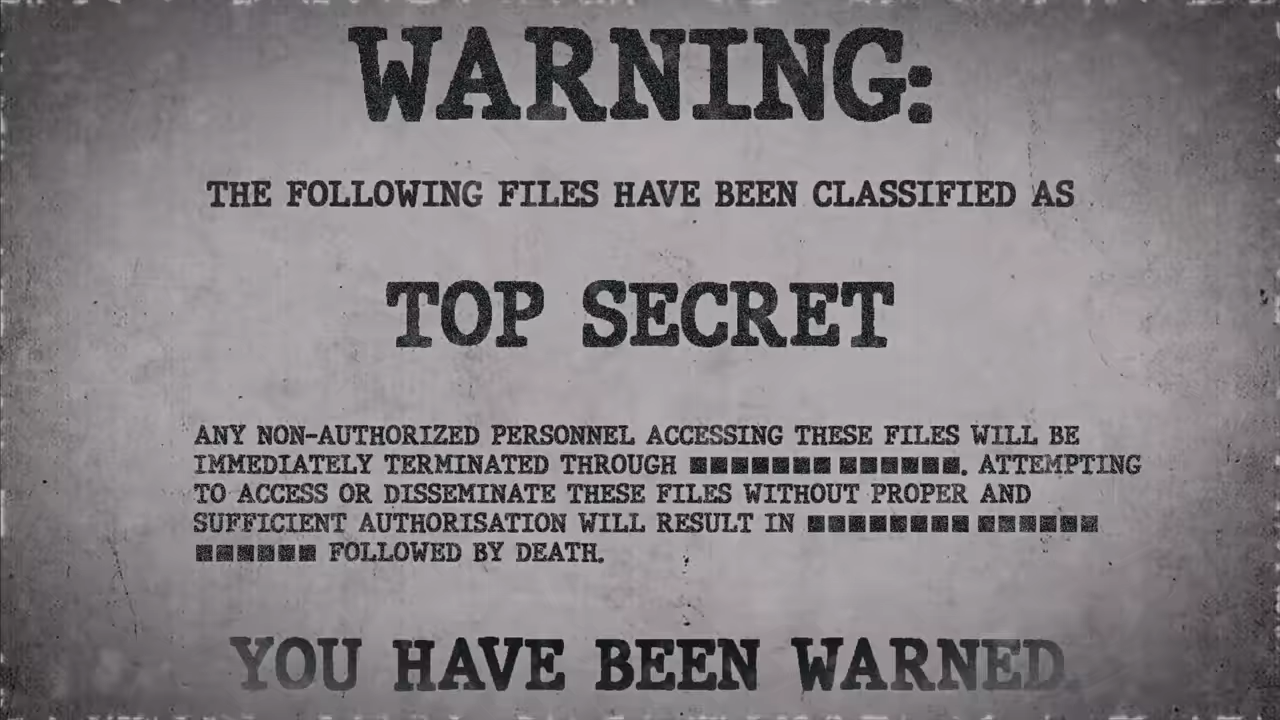 WARNING:
THE FOLLOWING FILES HAVE BEEN CLASSIFIED AS
TOP SECRET
ANY NON-AUTHORIZED PERSONNEL ACCESSING THESE FILES WILL BE
IMMEDIATELY TERMINATED THROUGH ■■■■■■■ ■■■■■■. ATTEMPTING
TO ACCESS OR DISSEMINATE THESE FILES WITHOUT PROPER AND
SUFFICIENT AUTHORISATION WILL RESULT IN ■■■■■■■■ ■■■■■■
■■■■■■ FOLLOWED BY DEATH.
YOU HAVE BEEN WARNED.